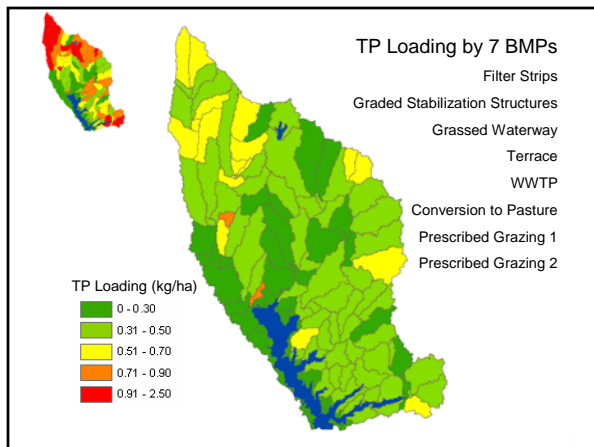 TP Loading by 7 BMPs
Filter Strips
Graded Stabilization Structures
Grassed Waterway
Terrace
WWTP
Conversion to Pasture
Prescribed Grazing 1
Prescribed Grazing 2
TP Loading (kg/ha)
0 - 0.30
0.31 - 0.50
0.51 - 0.70
0.71 - 0.90
0.91 - 2.50